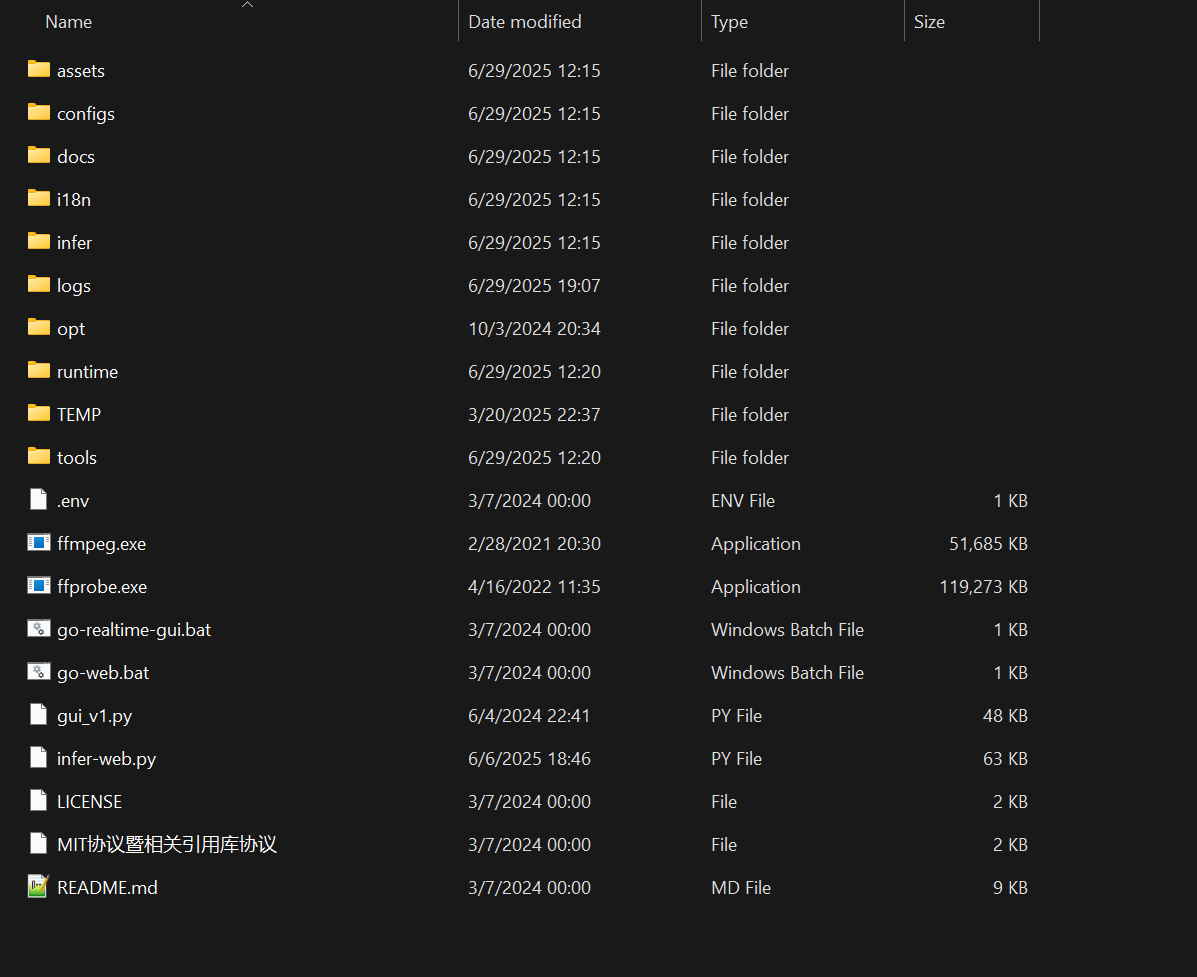 Name Date modified Type Size
assets 6/29/2025 12:15 File folder
configs 6/29/2025 12:15 File folder
docs 6/29/2025 12:15 File folder
i18n 6/29/2025 12:15 File folder
infer 6/29/2025 12:15 File folder
logs 6/29/2025 19:07 File folder
opt 10/3/2024 20:34 File folder
runtime 6/29/2025 12:20 File folder
TEMP 3/20/2025 22:37 File folder
tools 6/29/2025 12:20 File folder
.env 3/7/2024 00:00 ENV File 1 KB
ffmpeg.exe 2/28/2021 20:30 Application 51,685 KB
ffprobe.exe 4/16/2022 11:35 Application 119,273 KB
go-realtime-gui.bat 3/7/2024 00:00 Windows Batch File 1 KB
go-web.bat 3/7/2024 00:00 Windows Batch File 1 KB
gui_v1.py 6/4/2024 22:41 PY File 48 KB
infer-web.py 6/6/2025 18:46 PY File 63 KB
LICENSE 3/7/2024 00:00 File 2 KB
MIT协议暨相关引用库协议 3/7/2024 00:00 File 2 KB
README.md 3/7/2024 00:00 MD File 9 KB